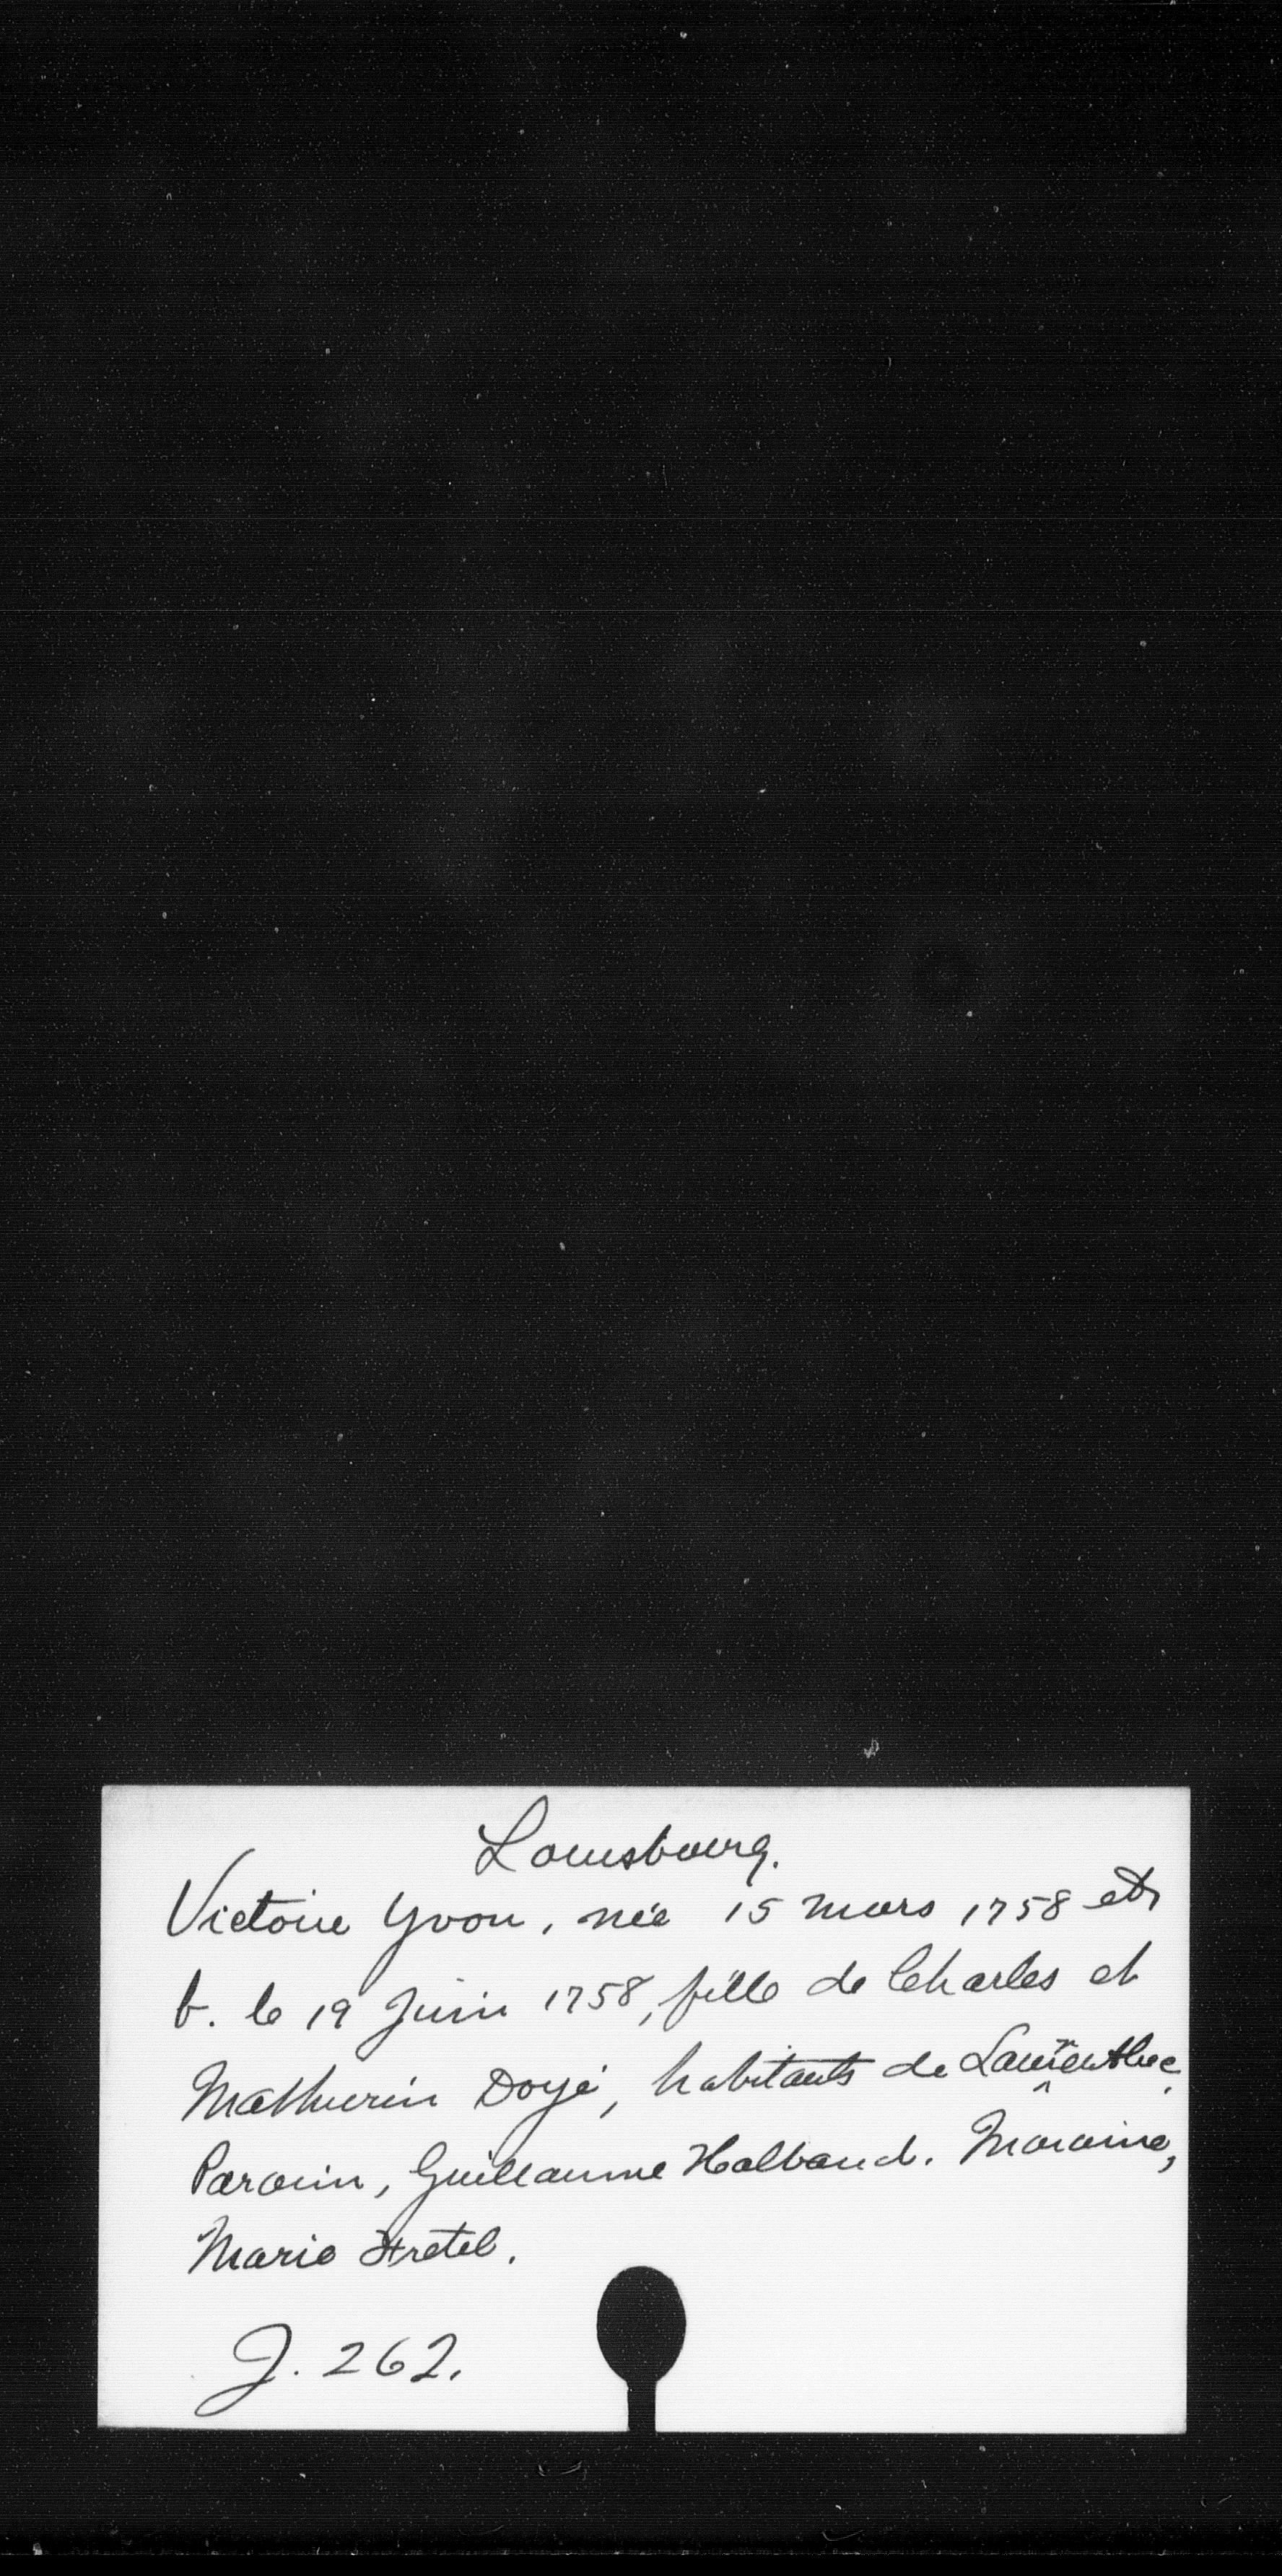 Louisbourg.
Victoire Yvon, née 15 mars 1758 et
b. le 19 Juin 1758, fille de Charles et
Mathurin Doyé, habitants de
Parain, Guillaume Halbaud. Maraine,
Marie Hretel.
J. 262.